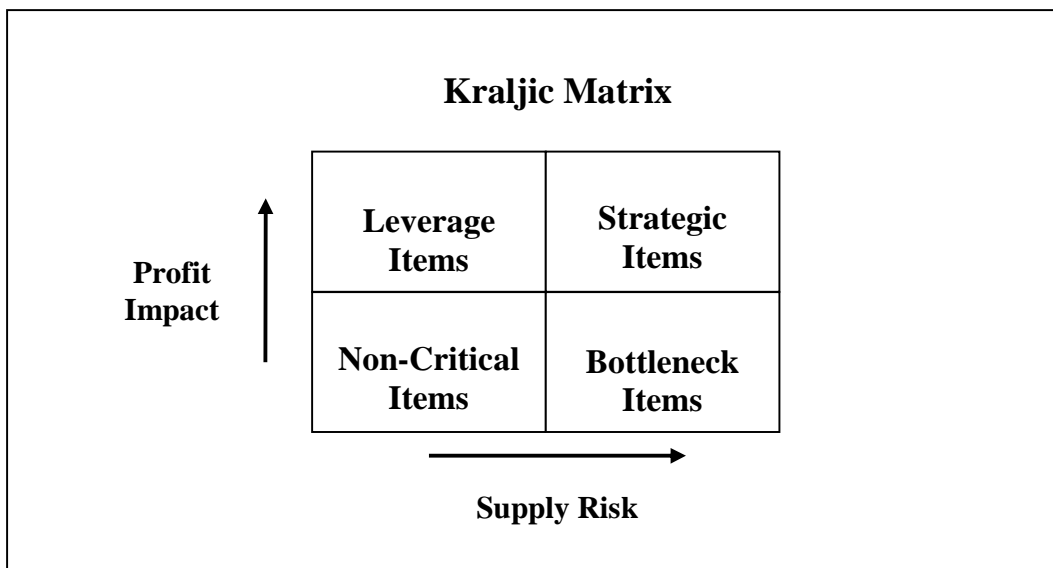 Kraljic Matrix
Leverage
Items
Strategic
Items
Profit
Impact
Non-Critical
Items
Bottleneck
Items
Supply Risk